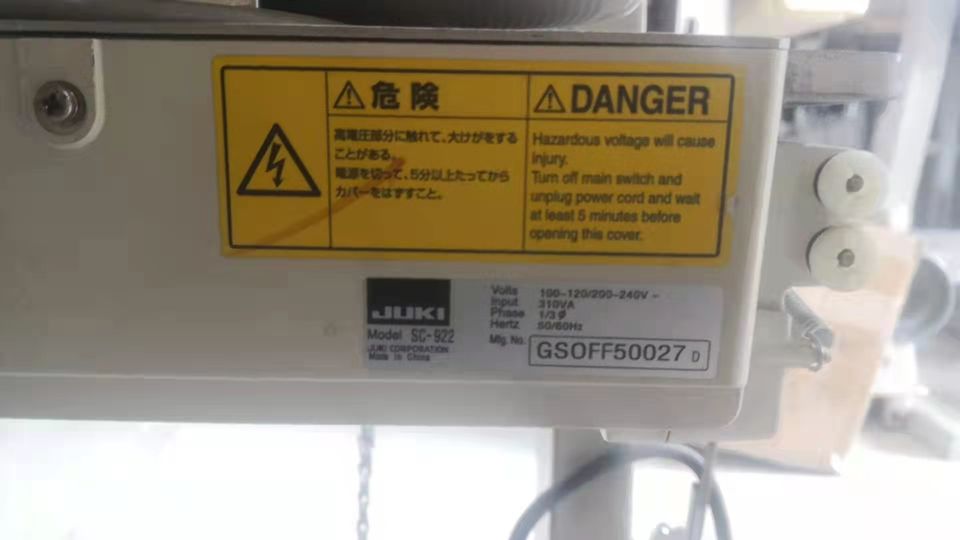 危険
高電圧部分に触れて、大けがをする
ことがある。
電源を切って、5分以上たってから
カバーをはずすこと。
DANGER
Hazardous voltage will cause
injury.
Turn off main switch and
unplug power cord and wait
at least 5 minutes before
opening this cover.
JUKI
Model SC-922
JUKI CORPORATION
Made in China
Volts 100-120/200-240V~
Input 310VA
Phase 1/3 φ
Hertz 50/60Hz
Mfg. No. GSOFF50027 D